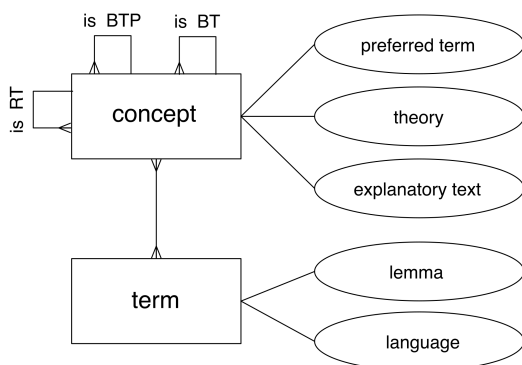 is BTP
is BT
is RT
concept
preferred term
theory
explanatory text
term
lemma
language